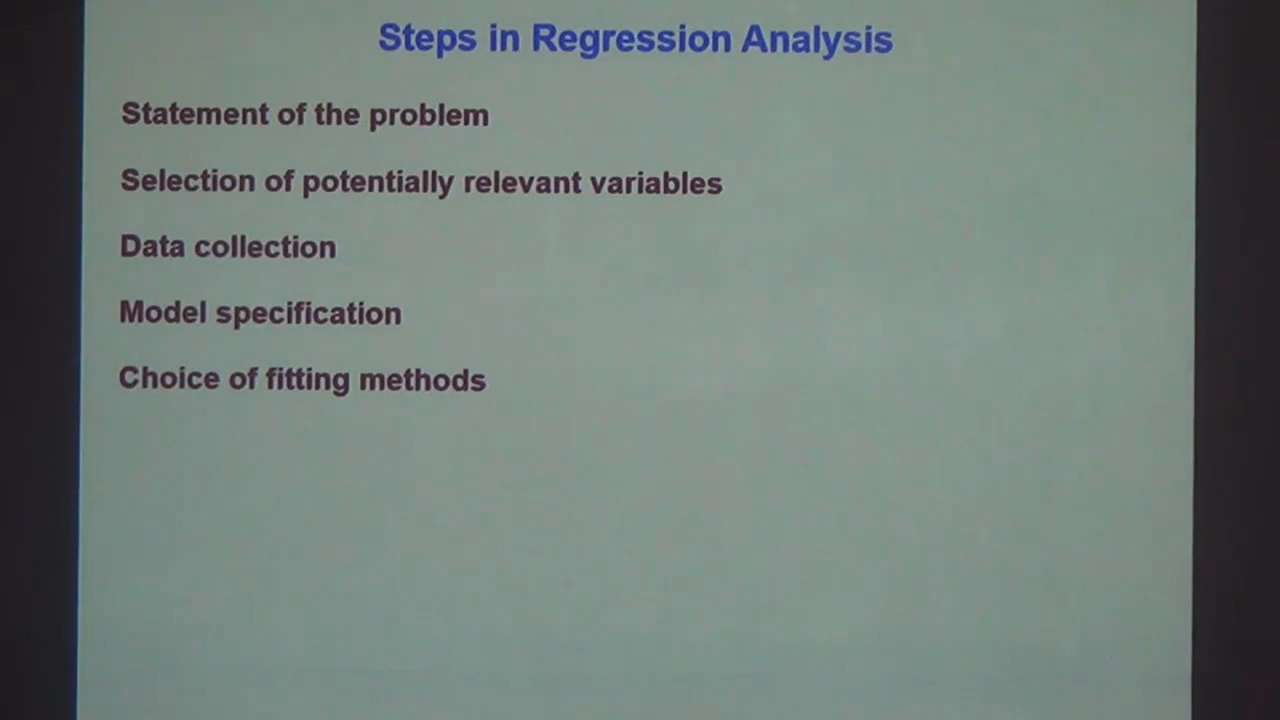 Steps in Regression Analysis
Statement of the problem
Selection of potentially relevant variables
Data collection
Model specification
Choice of fitting methods